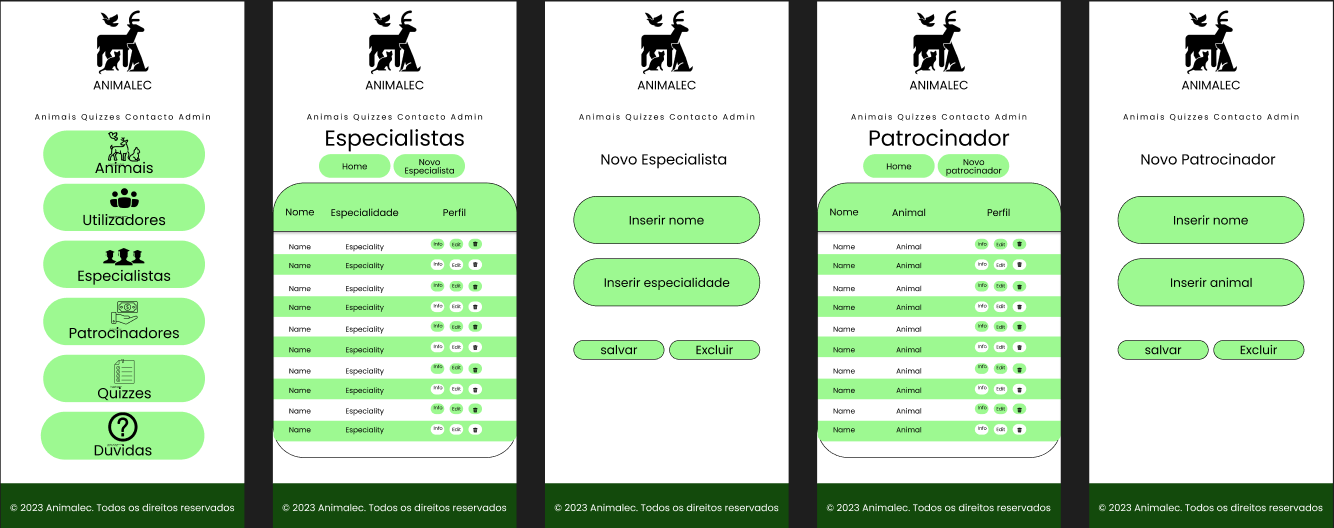 ANIMALEC
Animais Quizzes Contacto Admin
Animais
Utilizadores
Especialistas
Patrocinadores
Quizzes
Dúvidas
© 2023 Animalec. Todos os direitos reservados
ANIMALEC
Animais Quizzes Contacto Admin
Especialistas
Home
Novo
Especialista
Nome Especialidade Perfil
Name Especiality Info Edit
Name Especiality Info Edit
Name Especiality Info Edit
Name Especiality Info Edit
Name Especiality Info Edit
Name Especiality Info Edit
Name Especiality Info Edit
Name Especiality Info Edit
Name Especiality Info Edit
Name Especiality Info Edit
© 2023 Animalec. Todos os direitos reservados
ANIMALEC
Animais Quizzes Contacto Admin
Novo Especialista
Inserir nome
Inserir especialidade
salvar Excluir
© 2023 Animalec. Todos os direitos reservados
ANIMALEC
Animais Quizzes Contacto Admin
Patrocinador
Home
Novo
patrocinador
Nome Animal Perfil
Name Animal Info Edit
Name Animal Info Edit
Name Animal Info Edit
Name Animal Info Edit
Name Animal Info Edit
Name Animal Info Edit
Name Animal Info Edit
Name Animal Info Edit
Name Animal Info Edit
Name Animal Info Edit
© 2023 Animalec. Todos os direitos reservados
ANIMALEC
Animais Quizzes Contacto Admin
Novo Patrocinador
Inserir nome
Inserir animal
salvar Excluir
© 2023 Animalec. Todos os direitos reservados